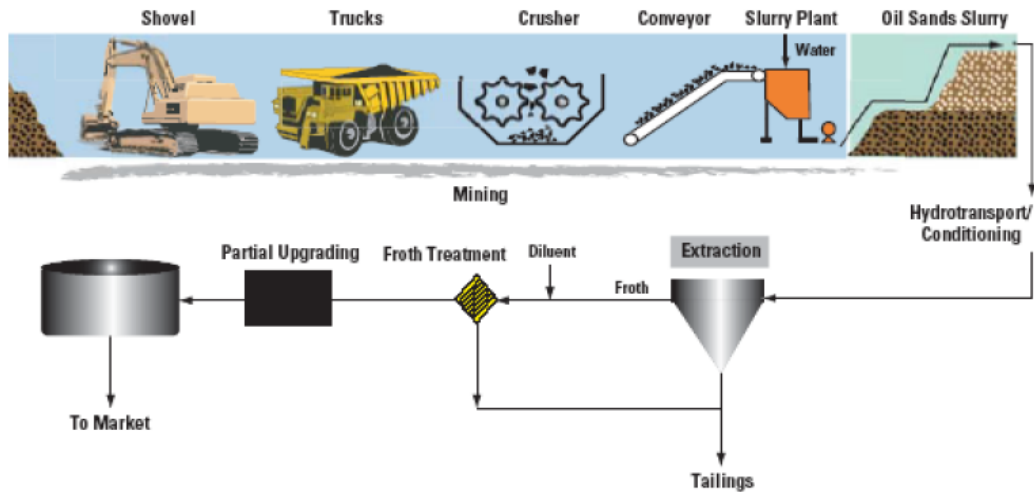 Shovel
Trucks
Crusher
Conveyor
Slurry Plant
Oil Sands Slurry
Water
Mining
Hydrotransport/
Conditioning
Partial Upgrading
Froth Treatment
Diluent
Extraction
Froth
To Market
Tailings